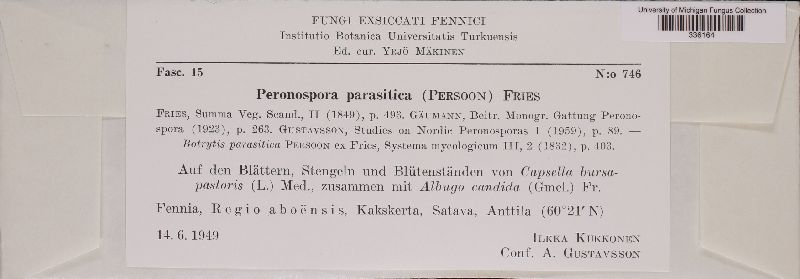 University of Michigan Fungus Collection
336164
FUNGI EXSICCATI FENNICI
Institutio Botanica Universitatis Turkuensis
Ed. cur. YRJÖ MÄKINEN
Fasc. 15 N:o 746
Peronospora parasitica (PERSOON) FRIES
FRIES, Summa Veg. Scand., II (1849), p. 493. GÄUMANN, Beitr. Monogr. Gattung Perono-
spora (1923), p. 263. GUSTAVSSON, Studies on Nordic Peronosporas I (1959), p. 89. —
Botrytis parasitica PERSOON ex Fries, Systema mycologicum III, 2 (1832), p. 403.
Auf den Blättern, Stengeln und Blütenständen von Capsella bursa-
pastoris (L.) Med., zusammen mit Albugo candida (Gmel.) Fr.
Fennia, Regio aboënsis, Kakskerta, Satava, Anttila (60°21′ N)
14. 6. 1949 ILKKA KUKKONEN
Conf. A. GUSTAVSSON